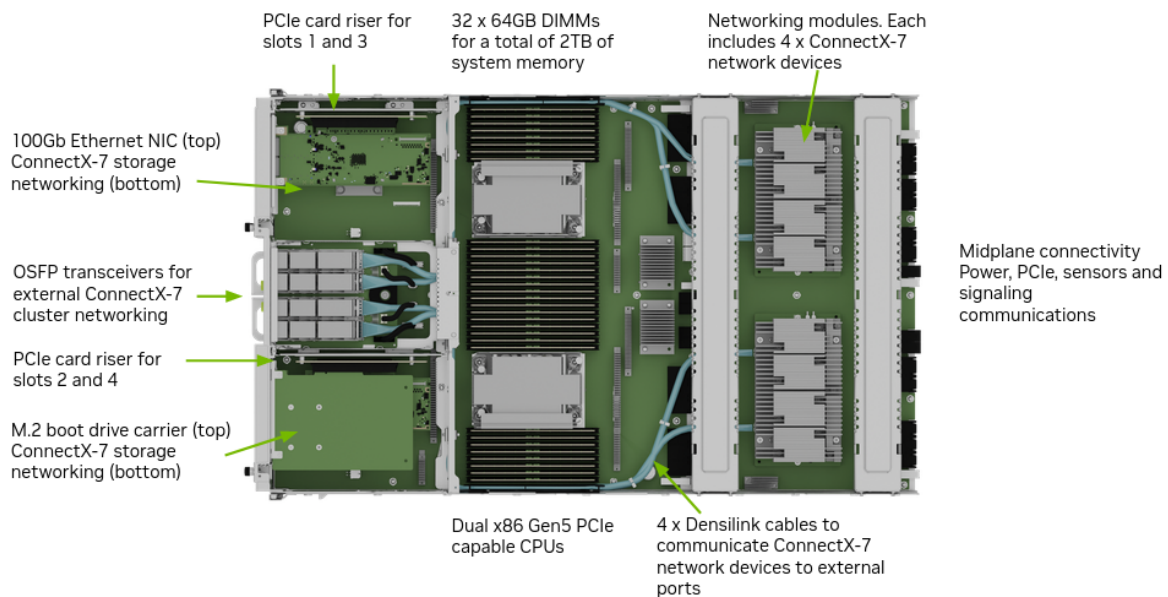 PCIe card riser for
slots 1 and 3
32 x 64GB DIMMs
for a total of 2TB of
system memory
Networking modules. Each
includes 4 x ConnectX-7
network devices
100Gb Ethernet NIC (top)
ConnectX-7 storage
networking (bottom)
OSFP transceivers for
external ConnectX-7
cluster networking
Midplane connectivity
Power, PCIe, sensors and
signaling
communications
PCIe card riser for
slots 2 and 4
M.2 boot drive carrier (top)
ConnectX-7 storage
networking (bottom)
Dual x86 Gen5 PCIe
capable CPUs
4 x Densilink cables to
communicate ConnectX-7
network devices to external
ports